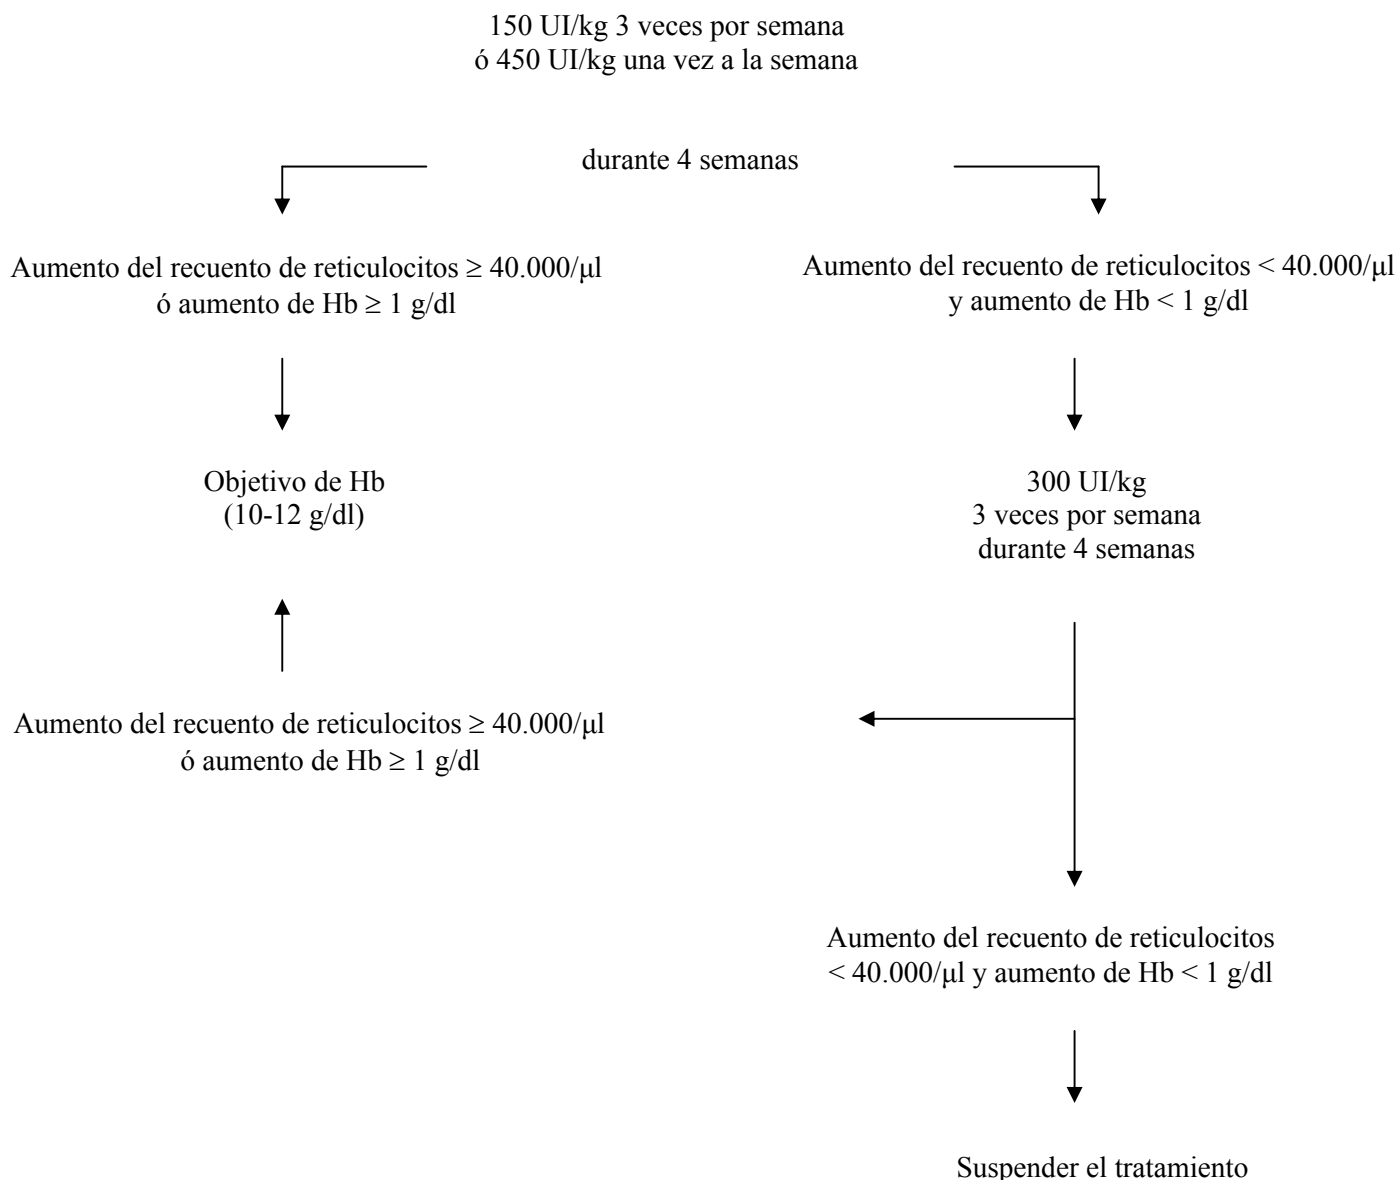 150 UI/kg 3 veces por semana
ó 450 UI/kg una vez a la semana
durante 4 semanas
Aumento del recuento de reticulocitos ≥ 40.000/μl
ó aumento de Hb ≥ 1 g/dl
Aumento del recuento de reticulocitos < 40.000/μl
y aumento de Hb < 1 g/dl
Objetivo de Hb
(10-12 g/dl)
300 UI/kg
3 veces por semana
durante 4 semanas
Aumento del recuento de reticulocitos ≥ 40.000/μl
ó aumento de Hb ≥ 1 g/dl
Aumento del recuento de reticulocitos
< 40.000/μl y aumento de Hb < 1 g/dl
Suspender el tratamiento